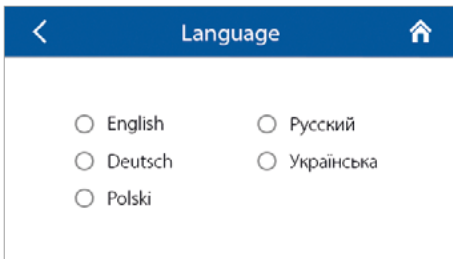 Language
English
Deutsch
Polski
Русский
Українська